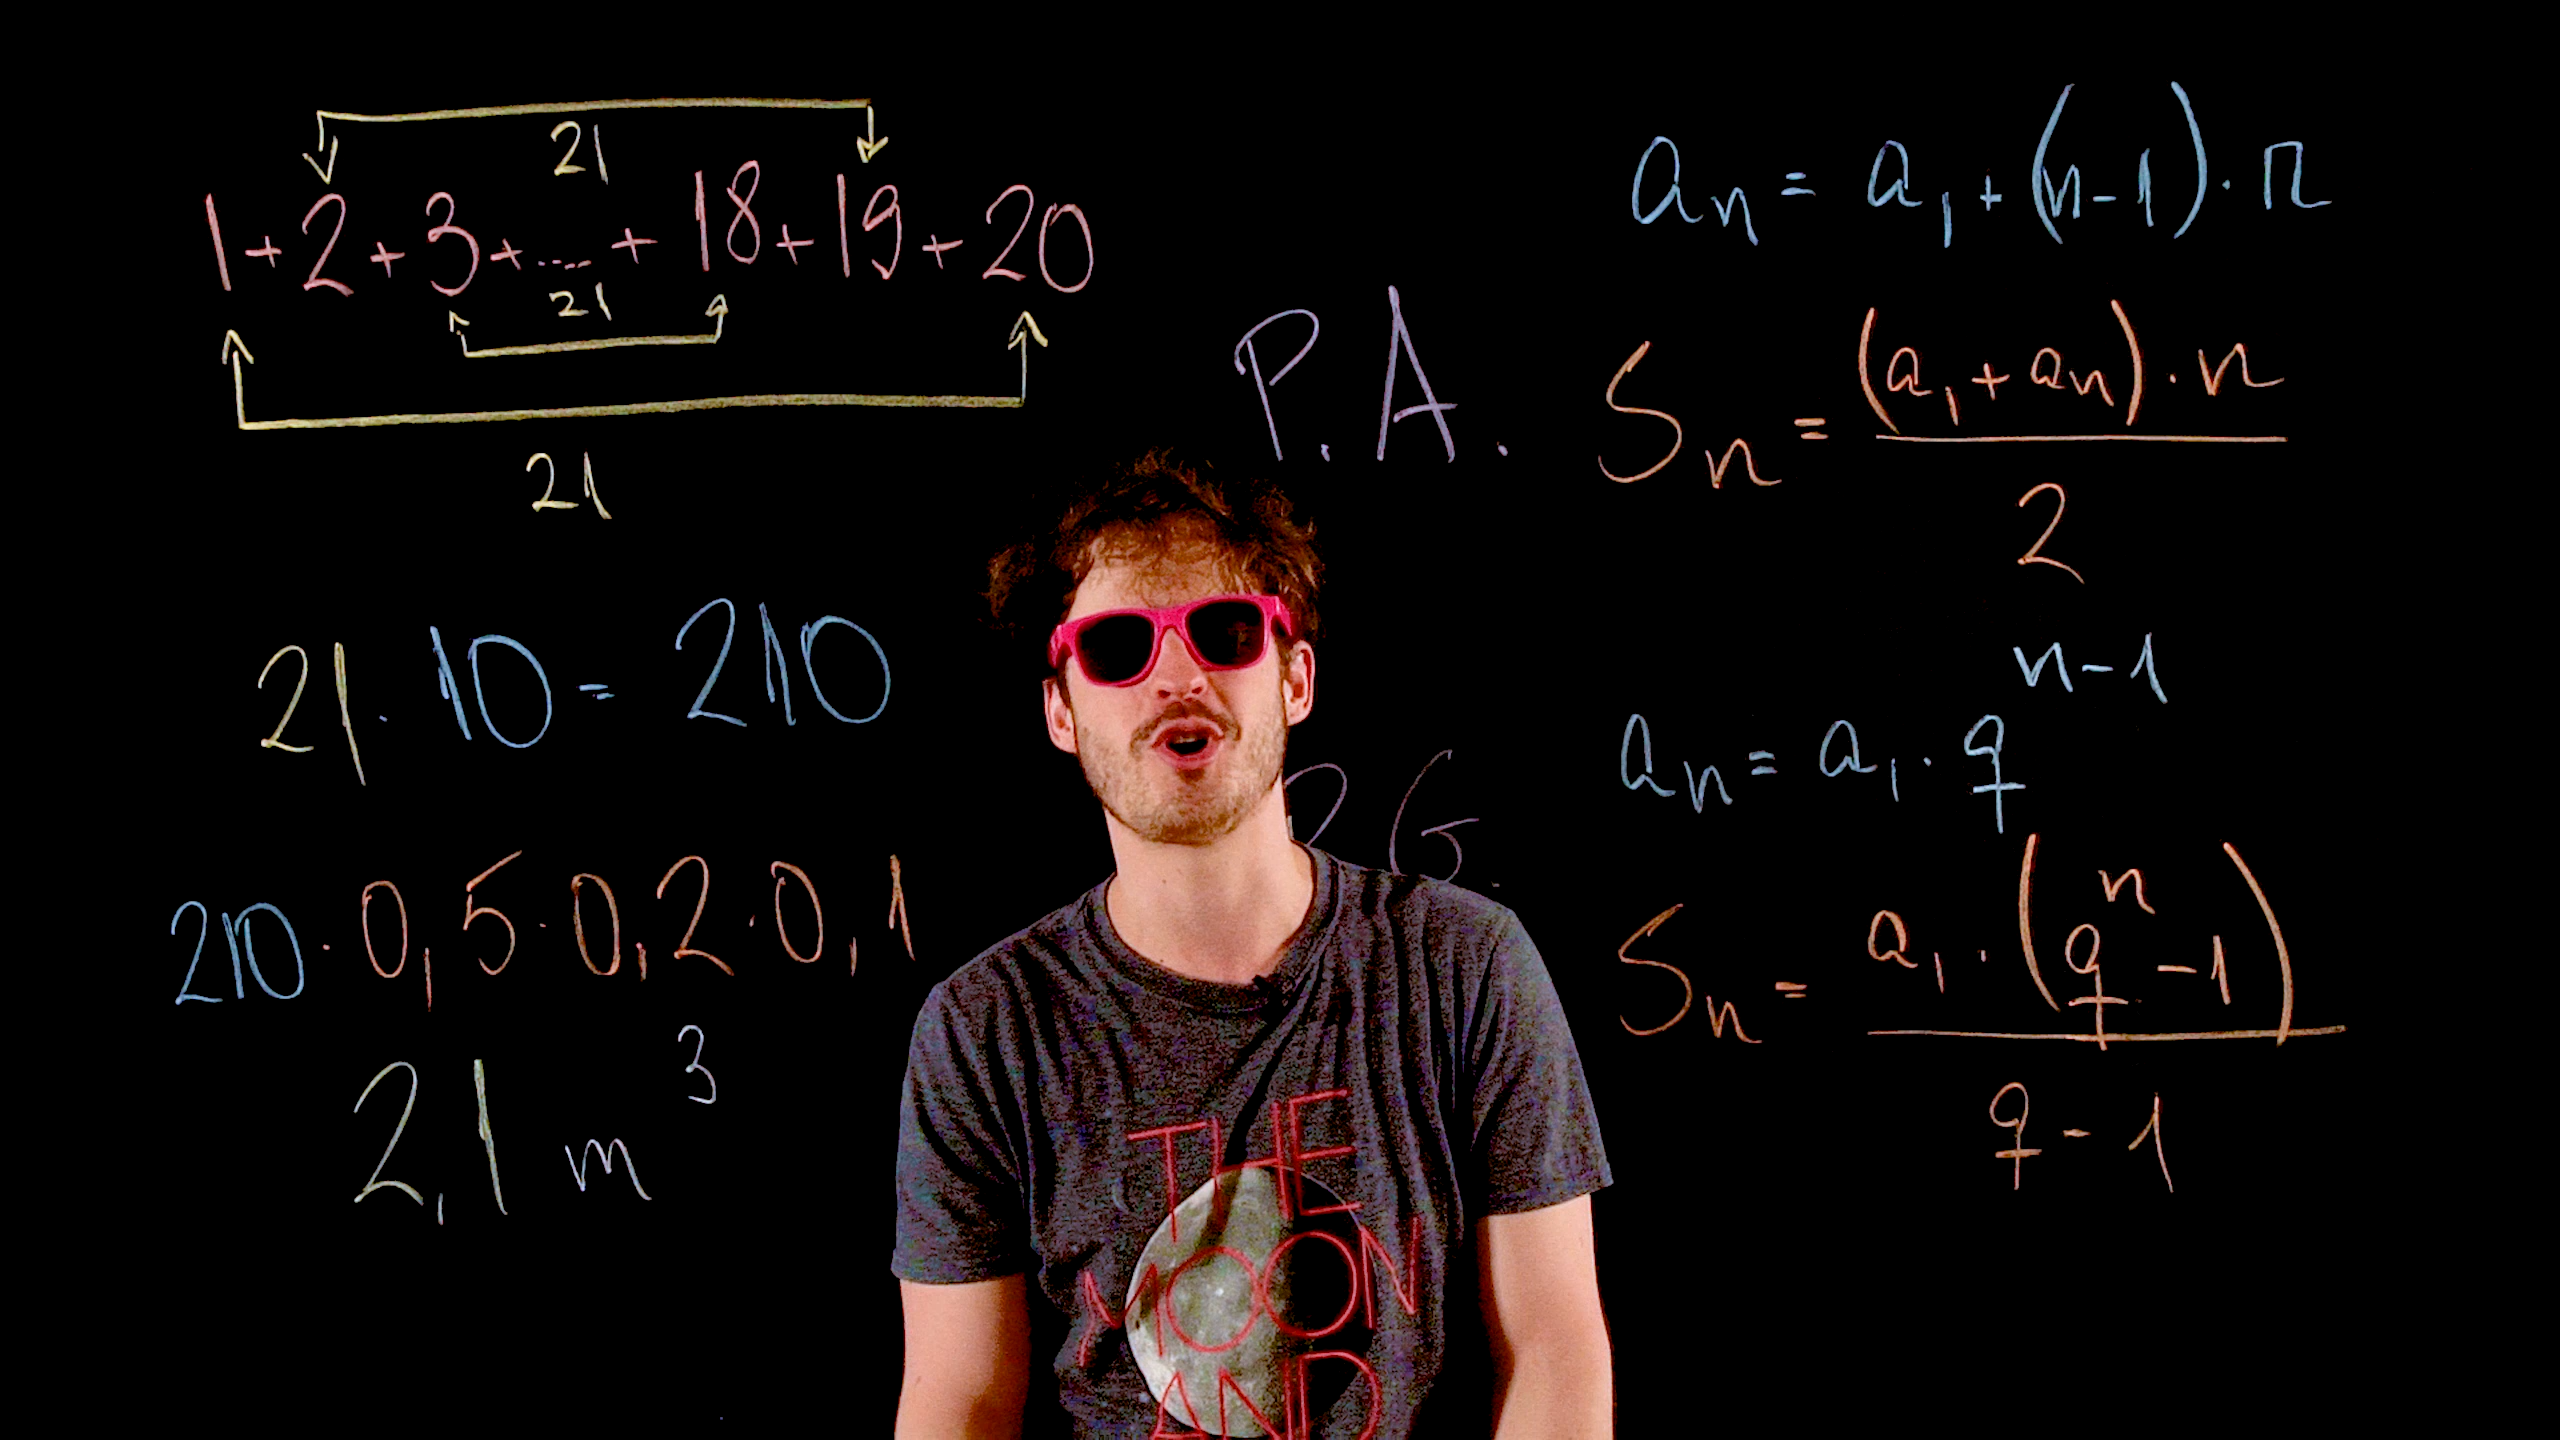 21
1+2+3+....+18+19+20
21
21
21·10=210
210·0,5·0,2·0,1
2,1 m³
P.A.
aₙ = a₁+(n-1)·r
Sₙ = (a₁+aₙ)·n
2
P.G.
aₙ = a₁·qⁿ⁻¹
Sₙ = a₁·(qⁿ-1)
q-1
THE
MOON
AND